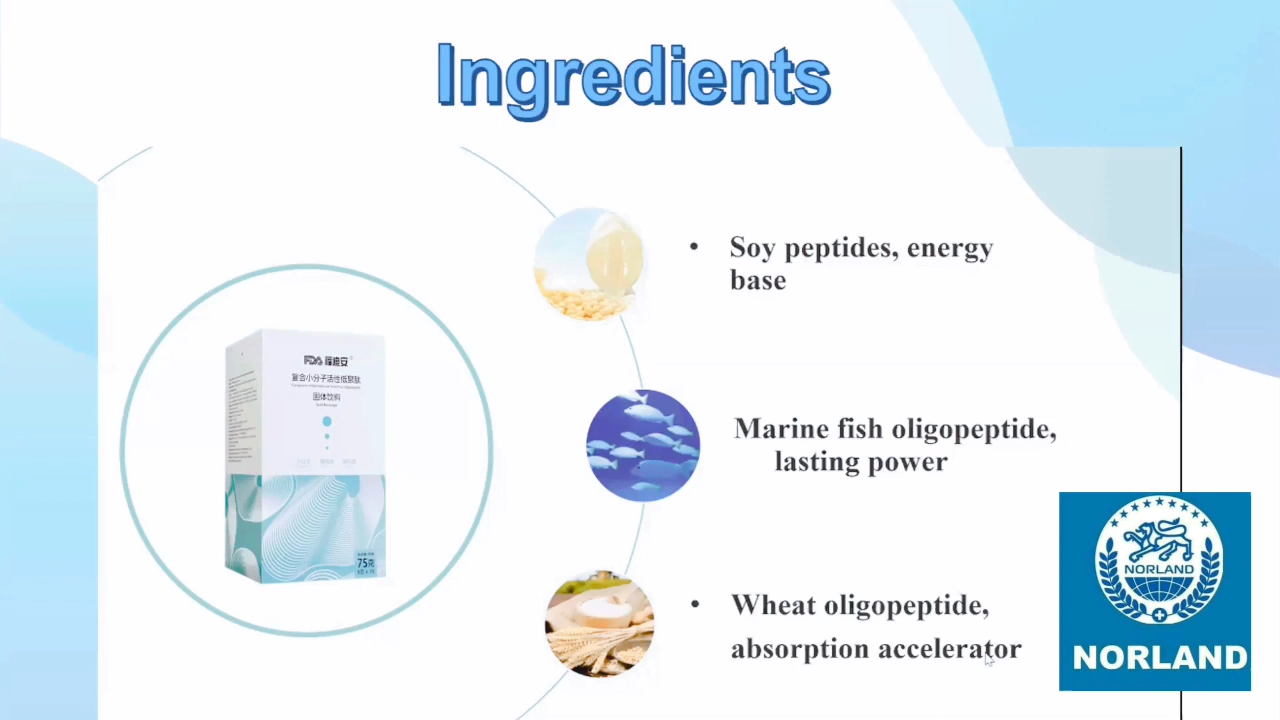 Ingredients
• Soy peptides, energy
base
Marine fish oligopeptide,
lasting power
• Wheat oligopeptide,
absorption accelerator
复合小分子活性低聚肽
固体饮料
75克
NORLAND
NORLAND